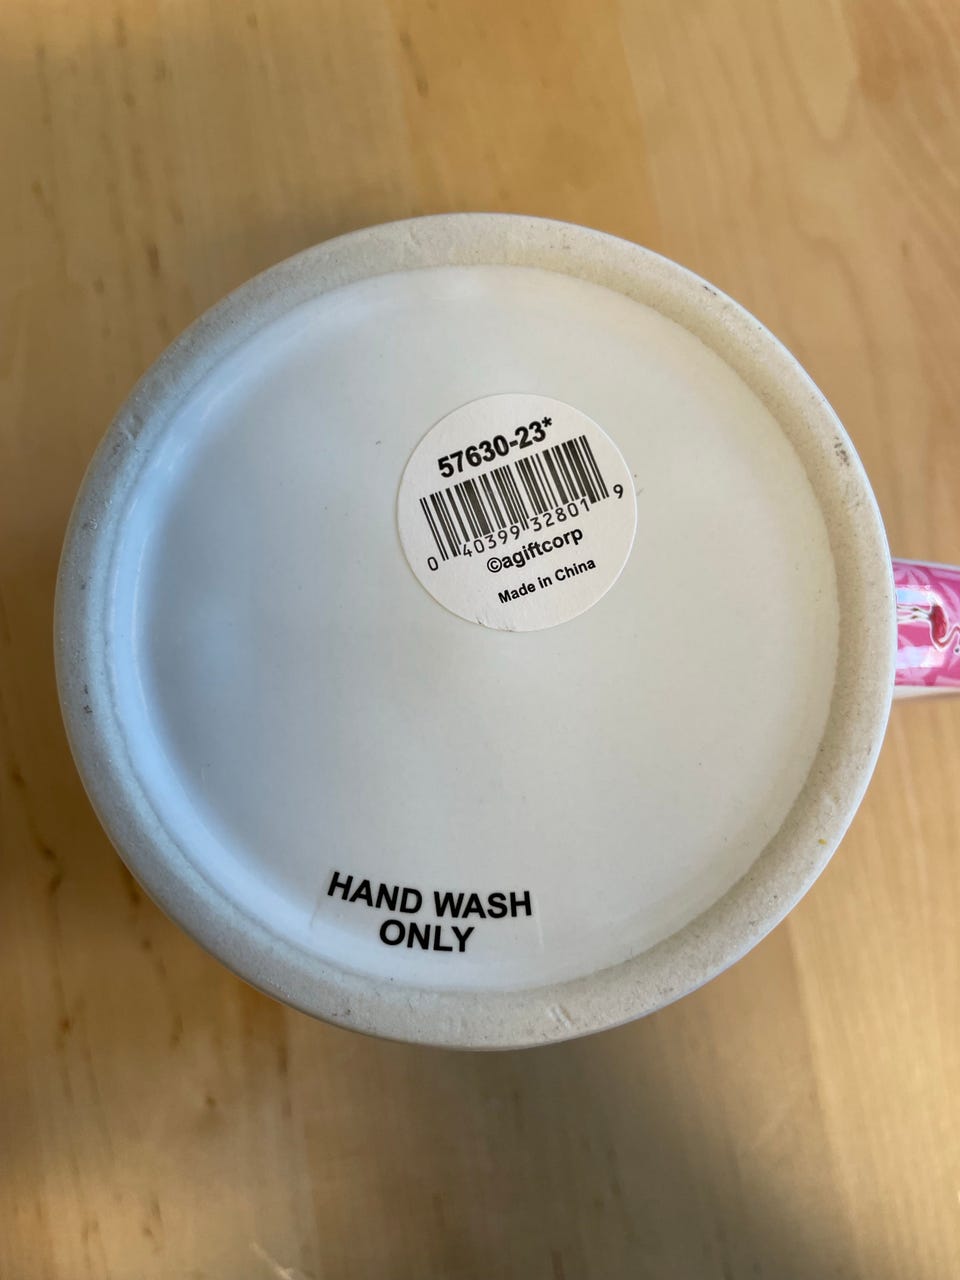 57630-23*
0 40399 32801 9
©agiftcorp
Made in China
HAND WASH
ONLY